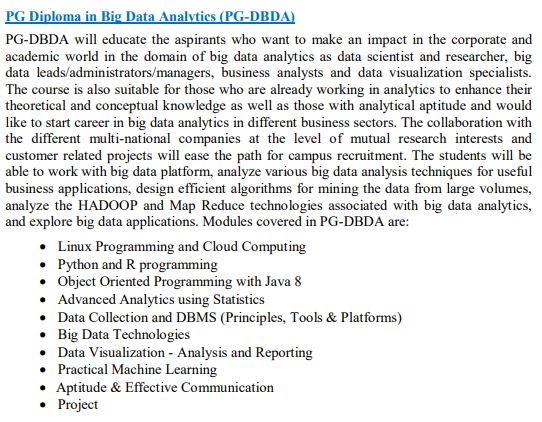 PG Diploma in Big Data Analytics (PG-DBDA)
PG-DBDA will educate the aspirants who want to make an impact in the corporate and
academic world in the domain of big data analytics as data scientist and researcher, big
data leads/administrators/managers, business analysts and data visualization specialists.
The course is also suitable for those who are already working in analytics to enhance their
theoretical and conceptual knowledge as well as those with analytical aptitude and would
like to start career in big data analytics in different business sectors. The collaboration with
the different multi-national companies at the level of mutual research interests and
customer related projects will ease the path for campus recruitment. The students will be
able to work with big data platform, analyze various big data analysis techniques for useful
business applications, design efficient algorithms for mining the data from large volumes,
analyze the HADOOP and Map Reduce technologies associated with big data analytics,
and explore big data applications. Modules covered in PG-DBDA are:
• Linux Programming and Cloud Computing
• Python and R programming
• Object Oriented Programming with Java 8
• Advanced Analytics using Statistics
• Data Collection and DBMS (Principles, Tools & Platforms)
• Big Data Technologies
• Data Visualization - Analysis and Reporting
• Practical Machine Learning
• Aptitude & Effective Communication
• Project